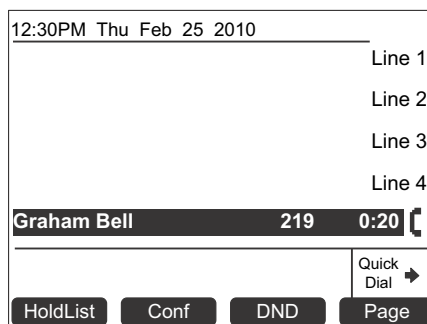 12:30PM Thu Feb 25 2010
Line 1
Line 2
Line 3
Line 4
Graham Bell 219 0:20
Quick
Dial
HoldList Conf DND Page